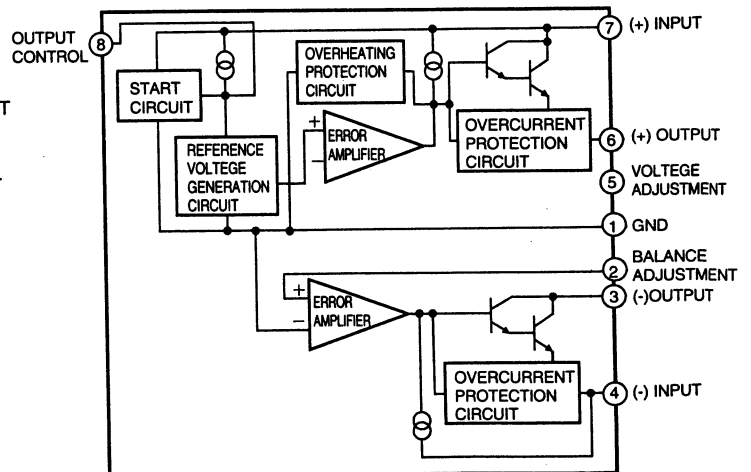 OUTPUT
CONTROL
8
7
(+) INPUT
START
CIRCUIT
OVERHEATING
PROTECTION
CIRCUIT
T
REFERENCE
VOLTEGE
GENERATION
CIRCUIT
+
−
ERROR
AMPLIFIER
OVERCURRENT
PROTECTION
CIRCUIT
6
(+) OUTPUT
5
VOLTEGE
ADJUSTMENT
1
GND
2
BALANCE
ADJUSTMENT
+
−
ERROR
AMPLIFIER
3
(-)OUTPUT
OVERCURRENT
PROTECTION
CIRCUIT
4
(-) INPUT